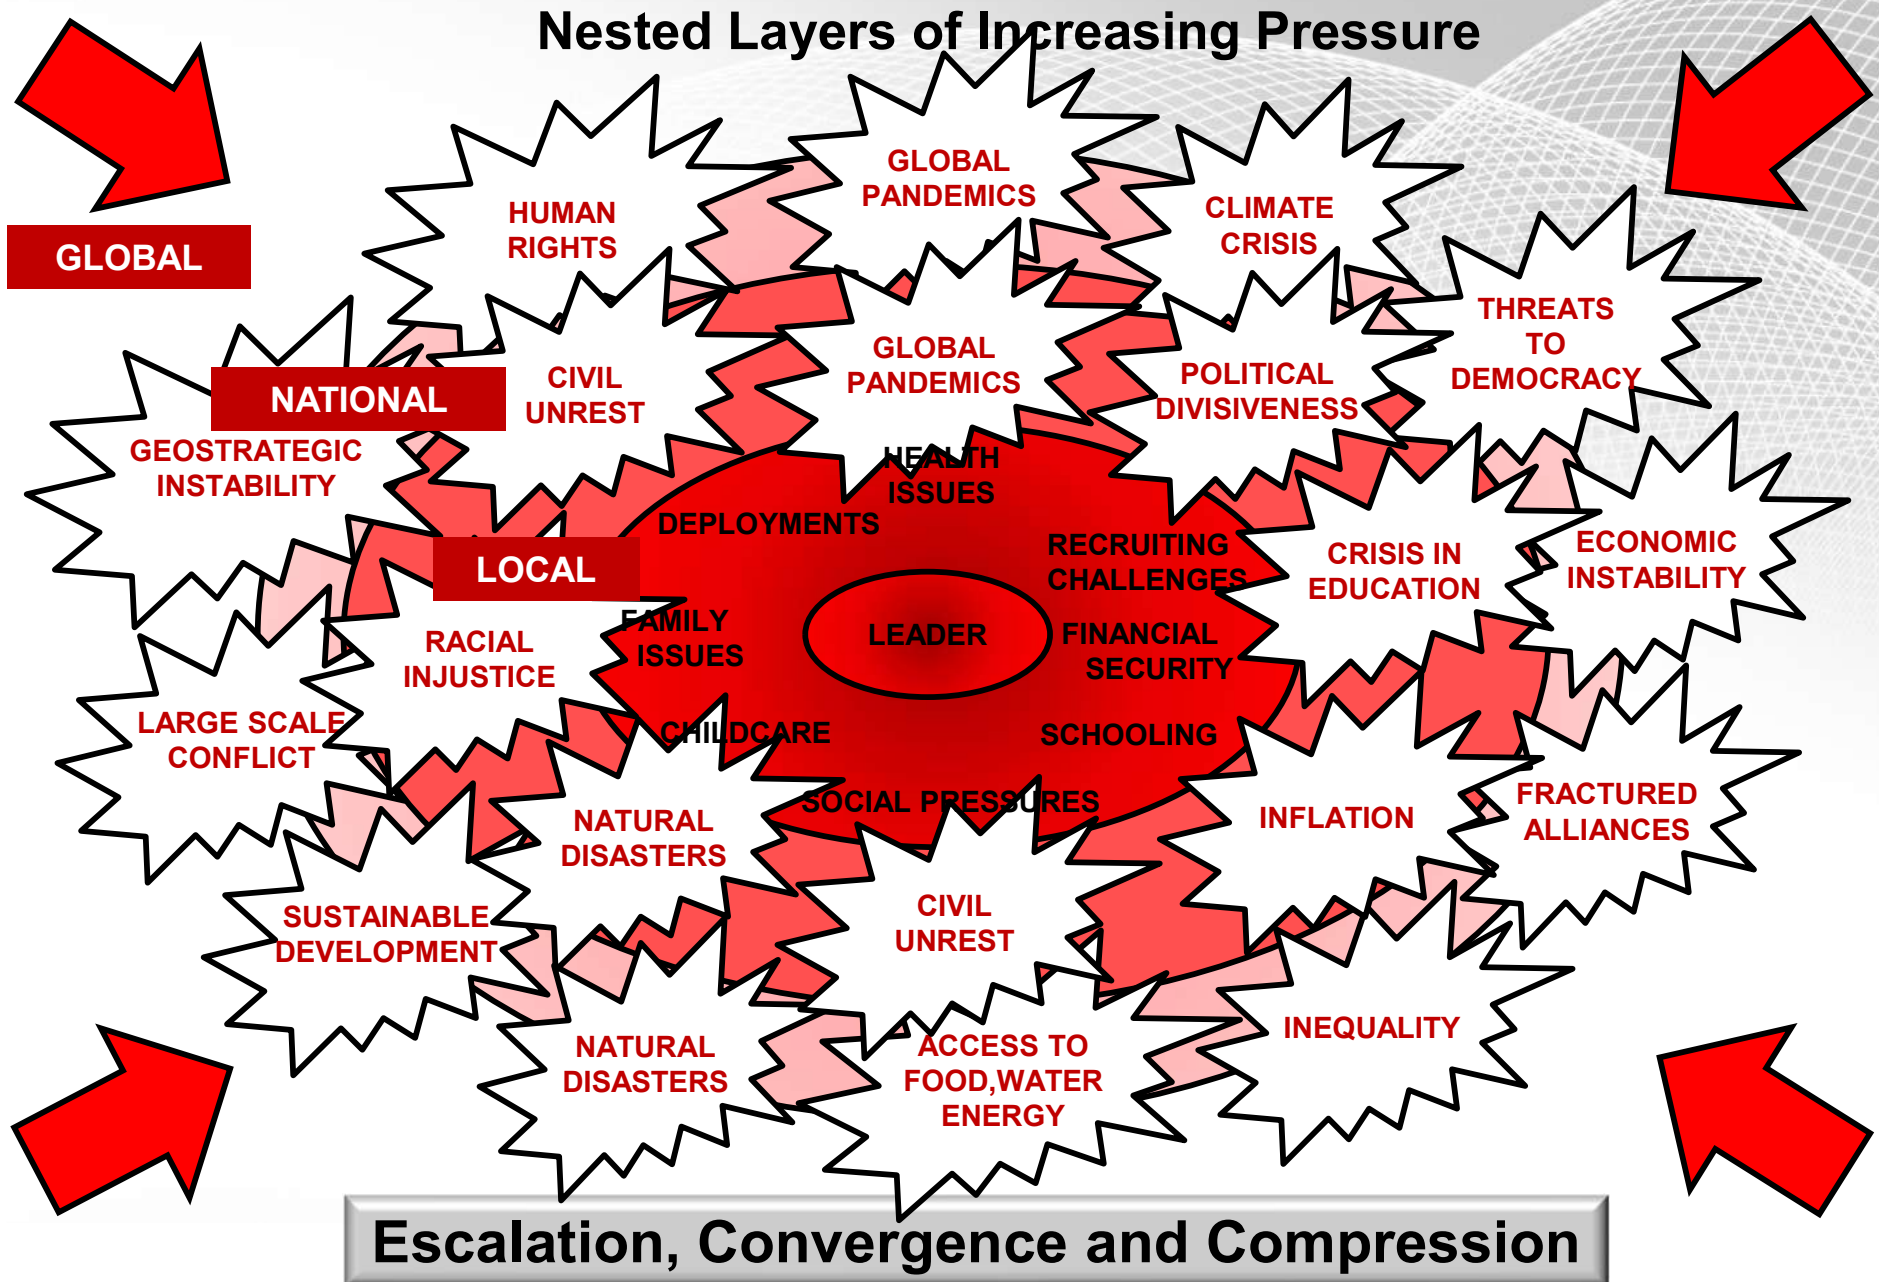 Nested Layers of Increasing Pressure
GLOBAL
PANDEMICS
HUMAN
RIGHTS
CLIMATE
CRISIS
GLOBAL
THREATS
TO
DEMOCRACY
GLOBAL
PANDEMICS
CIVIL
UNREST
POLITICAL
DIVISIVENESS
NATIONAL
GEOSTRATEGIC
INSTABILITY
HEALTH
ISSUES
DEPLOYMENTS
RECRUITING
CHALLENGES
CRISIS IN
EDUCATION
ECONOMIC
INSTABILITY
LOCAL
FAMILY
ISSUES
LEADER
FINANCIAL
SECURITY
RACIAL
INJUSTICE
LARGE SCALE
CONFLICT
CHILDCARE
SCHOOLING
SOCIAL PRESSURES
NATURAL
DISASTERS
INFLATION
FRACTURED
ALLIANCES
SUSTAINABLE
DEVELOPMENT
CIVIL
UNREST
INEQUALITY
NATURAL
DISASTERS
ACCESS TO
FOOD,WATER
ENERGY
Escalation, Convergence and Compression